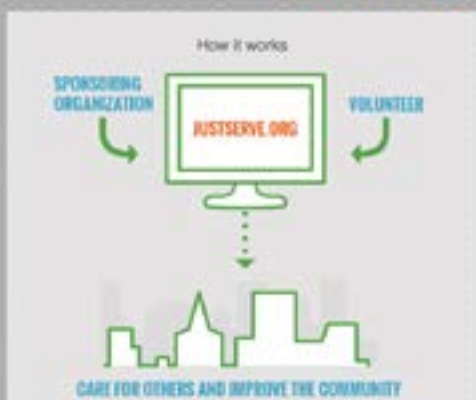 How it works
SPONSORING
ORGANIZATION
VOLUNTEER
JUSTSERVE.ORG
CARE FOR OTHERS AND IMPROVE THE COMMUNITY